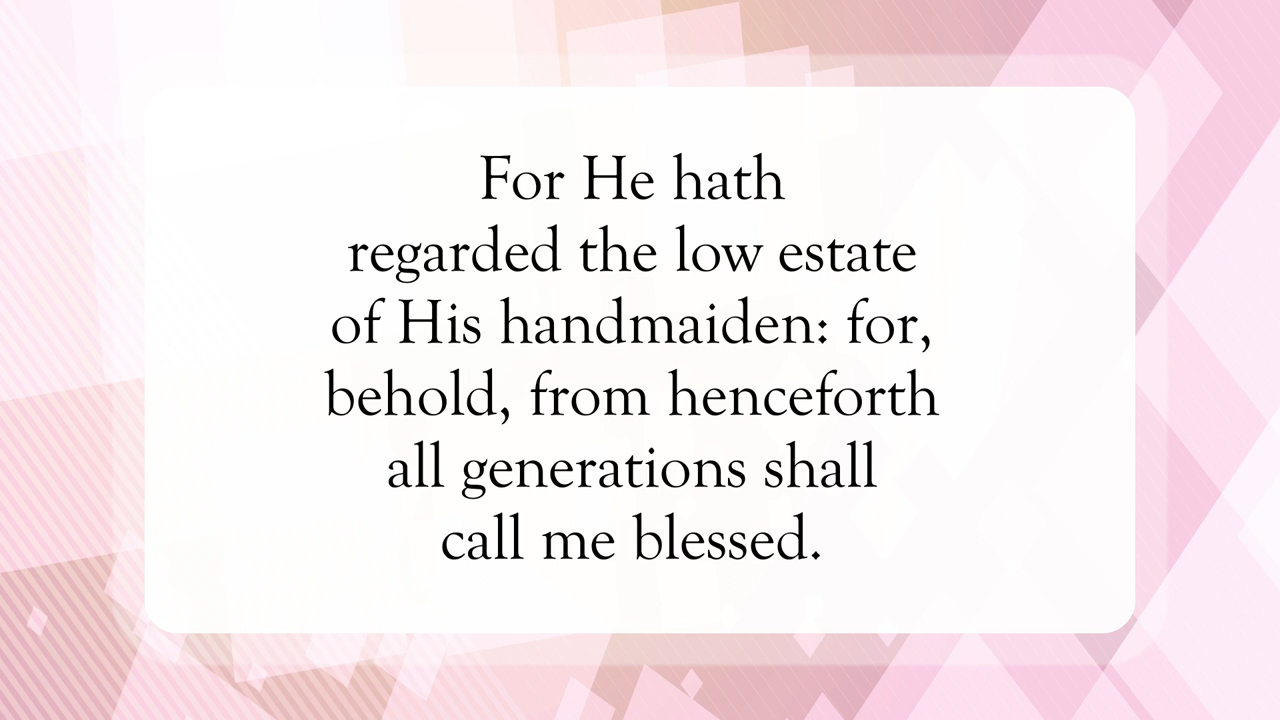 For He hath
regarded the low estate
of His handmaiden: for,
behold, from henceforth
all generations shall
call me blessed.